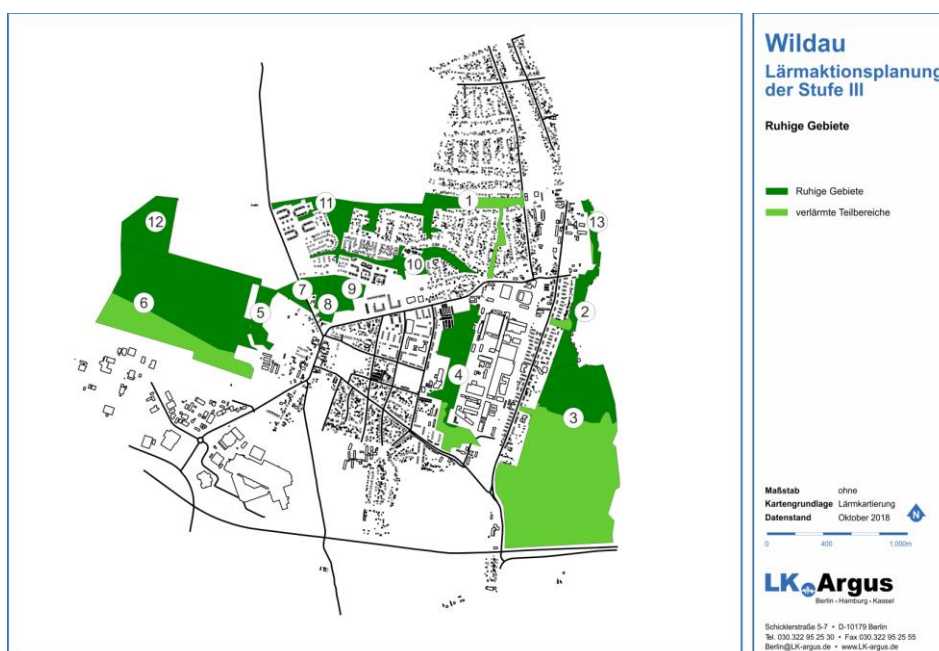 12
11
1
13
6
7
10
9
5
8
2
4
3
Wildau
Lärmaktionsplanung
der Stufe III
Ruhige Gebiete
Ruhige Gebiete
verlärmte Teilbereiche
Maßstab ohne
Kartengrundlage Lärmkartierung
Datenstand Oktober 2018
N
0 400 1.000m
LK Argus
Berlin - Hamburg - Kassel
Schicklerstraße 5-7 • D-10179 Berlin
Tel. 030.322 95 25 30 • Fax 030.322 95 25 55
Berlin@LK-argus.de • www.LK-argus.de